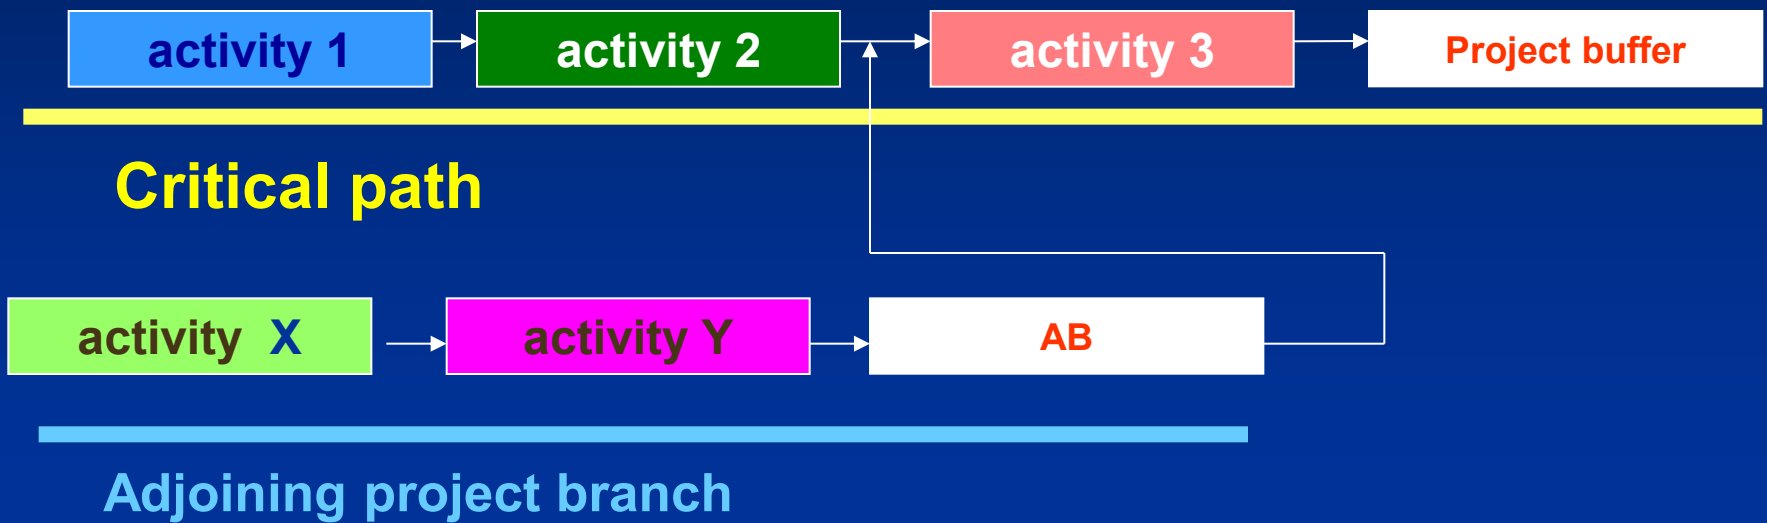 activity 1
activity 2
activity 3
Project buffer
Critical path
activity X
activity Y
AB
Adjoining project branch